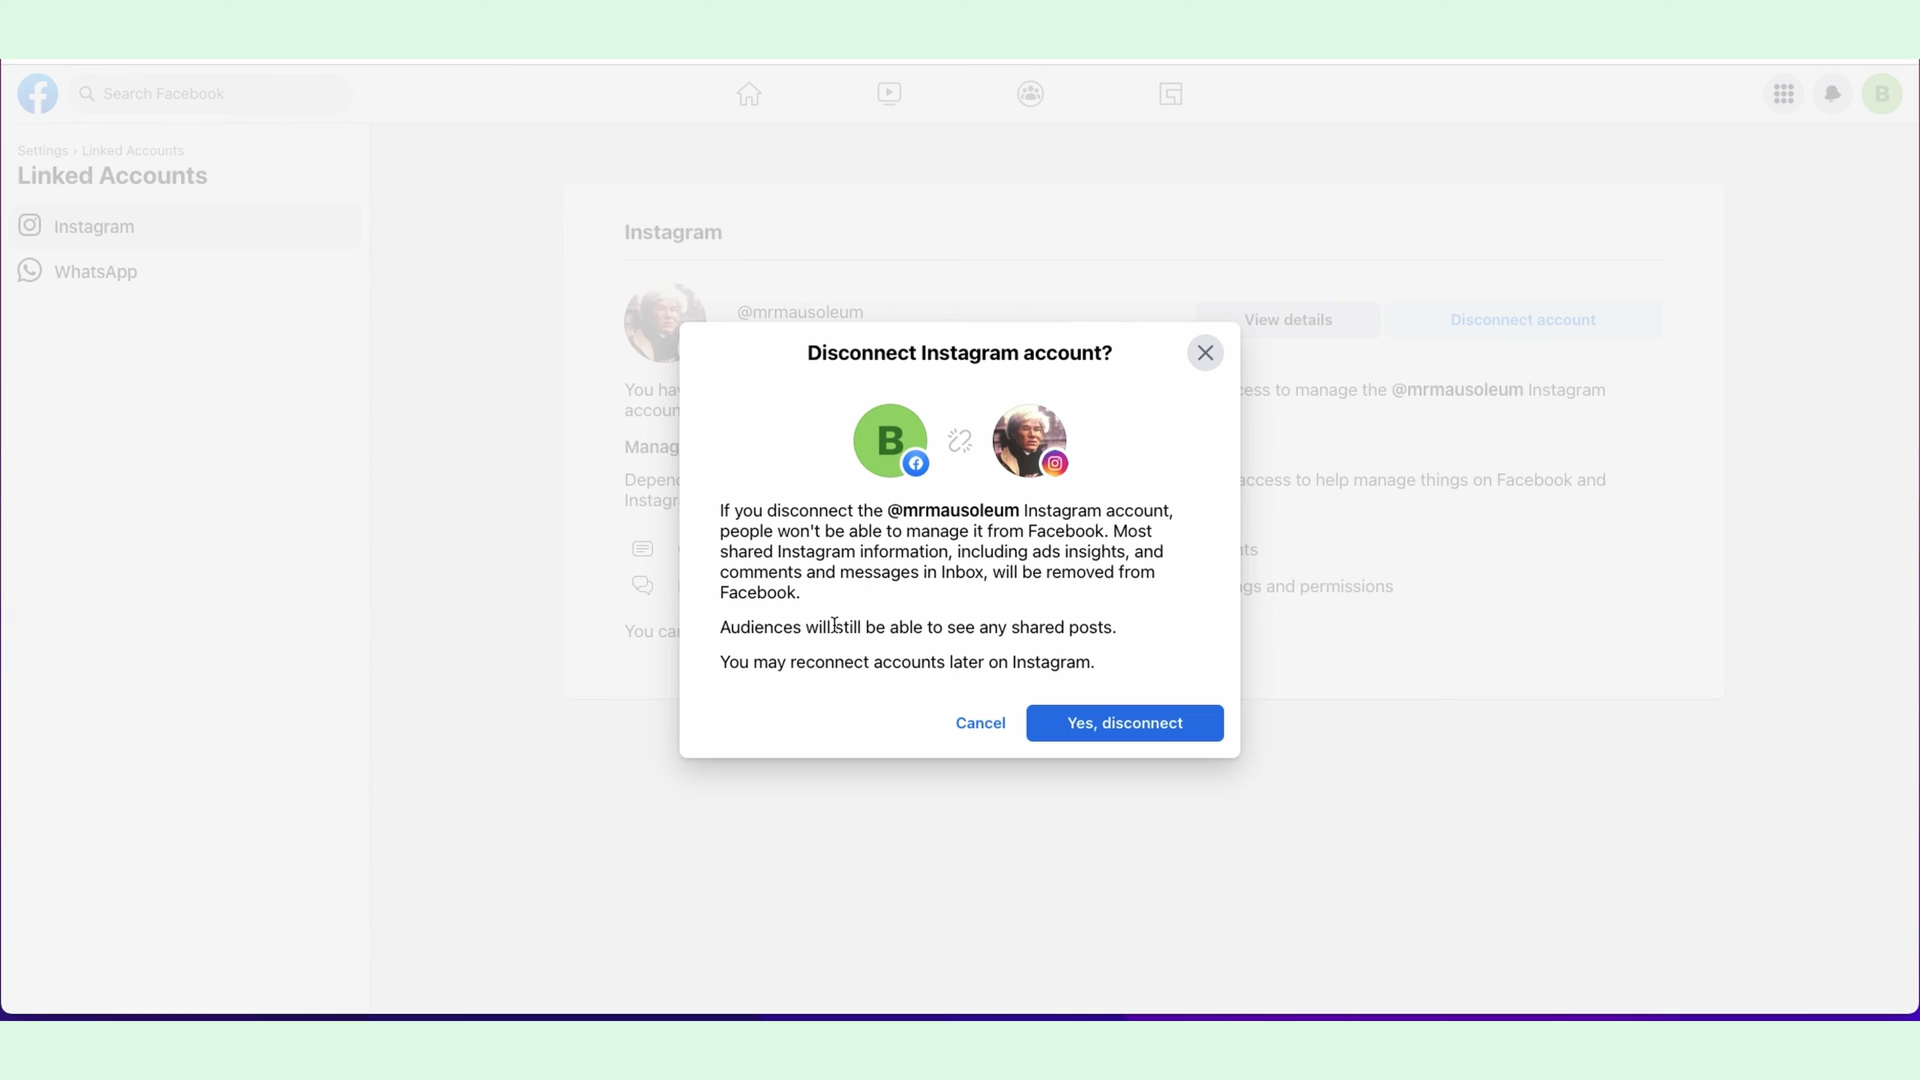 Search Facebook
B
Settings › Linked Accounts
Linked Accounts
Instagram
WhatsApp
Instagram
@mrmausoleum
View details
Disconnect account
You
to manage the @mrmausoleum Instagram
access to help manage things on Facebook and
and permissions
You
Disconnect Instagram account?
B
If you disconnect the @mrmausoleum Instagram account,
people won't be able to manage it from Facebook. Most
shared Instagram information, including ads insights, and
comments and messages in Inbox, will be removed from
Facebook.
Audiences will still be able to see any shared posts.
You may reconnect accounts later on Instagram.
Cancel
Yes, disconnect